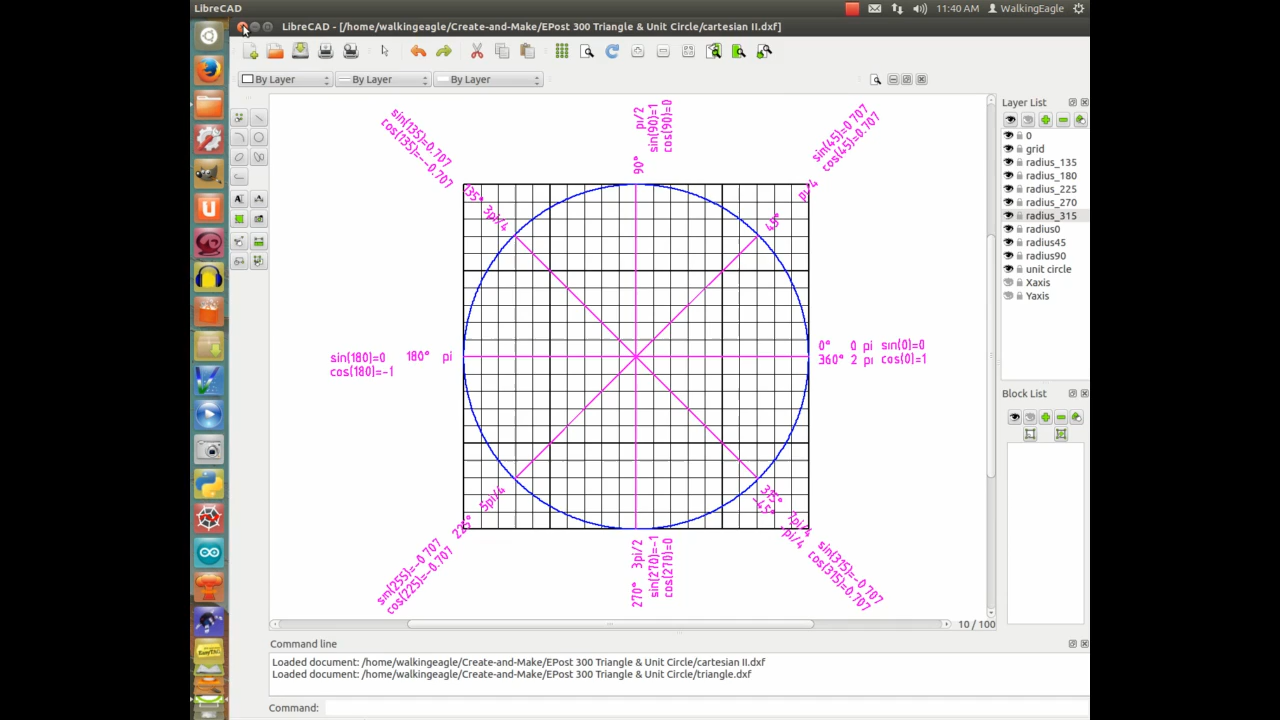 LibreCAD
11:40 AM
WalkingEagle
LibreCAD - [/home/walkingeagle/Create-and-Make/EPost 300 Triangle & Unit Circle/cartesian II.dxf]
By Layer
By Layer
By Layer
Layer List
0
grid
radius_135
radius_180
radius_225
radius_270
radius_315
radius0
radius45
radius90
unit circle
Xaxis
Yaxis
Block List
sin(135)=0.707
cos(135)=-0.707
135° 3pi/4
90° pi/2
sin(90)=1
cos(90)=0
sin(45)=0.707
cos(45)=0.707
45° pi/4
sin(180)=0
cos(180)=-1
180° pi
0° 0 pi sin(0)=0
360° 2 pi cos(0)=1
225° 5pi/4
sin(255)=-0.707
cos(225)=-0.707
270° 3pi/2
sin(270)=-1
cos(270)=0
315° 7pi/4
-45° pi/4
sin(315)=-0.707
cos(315)=0.707
10 / 100
Command line
Loaded document: /home/walkingeagle/Create-and-Make/EPost 300 Triangle & Unit Circle/cartesian II.dxf
Loaded document: /home/walkingeagle/Create-and-Make/EPost 300 Triangle & Unit Circle/triangle.dxf
Command: